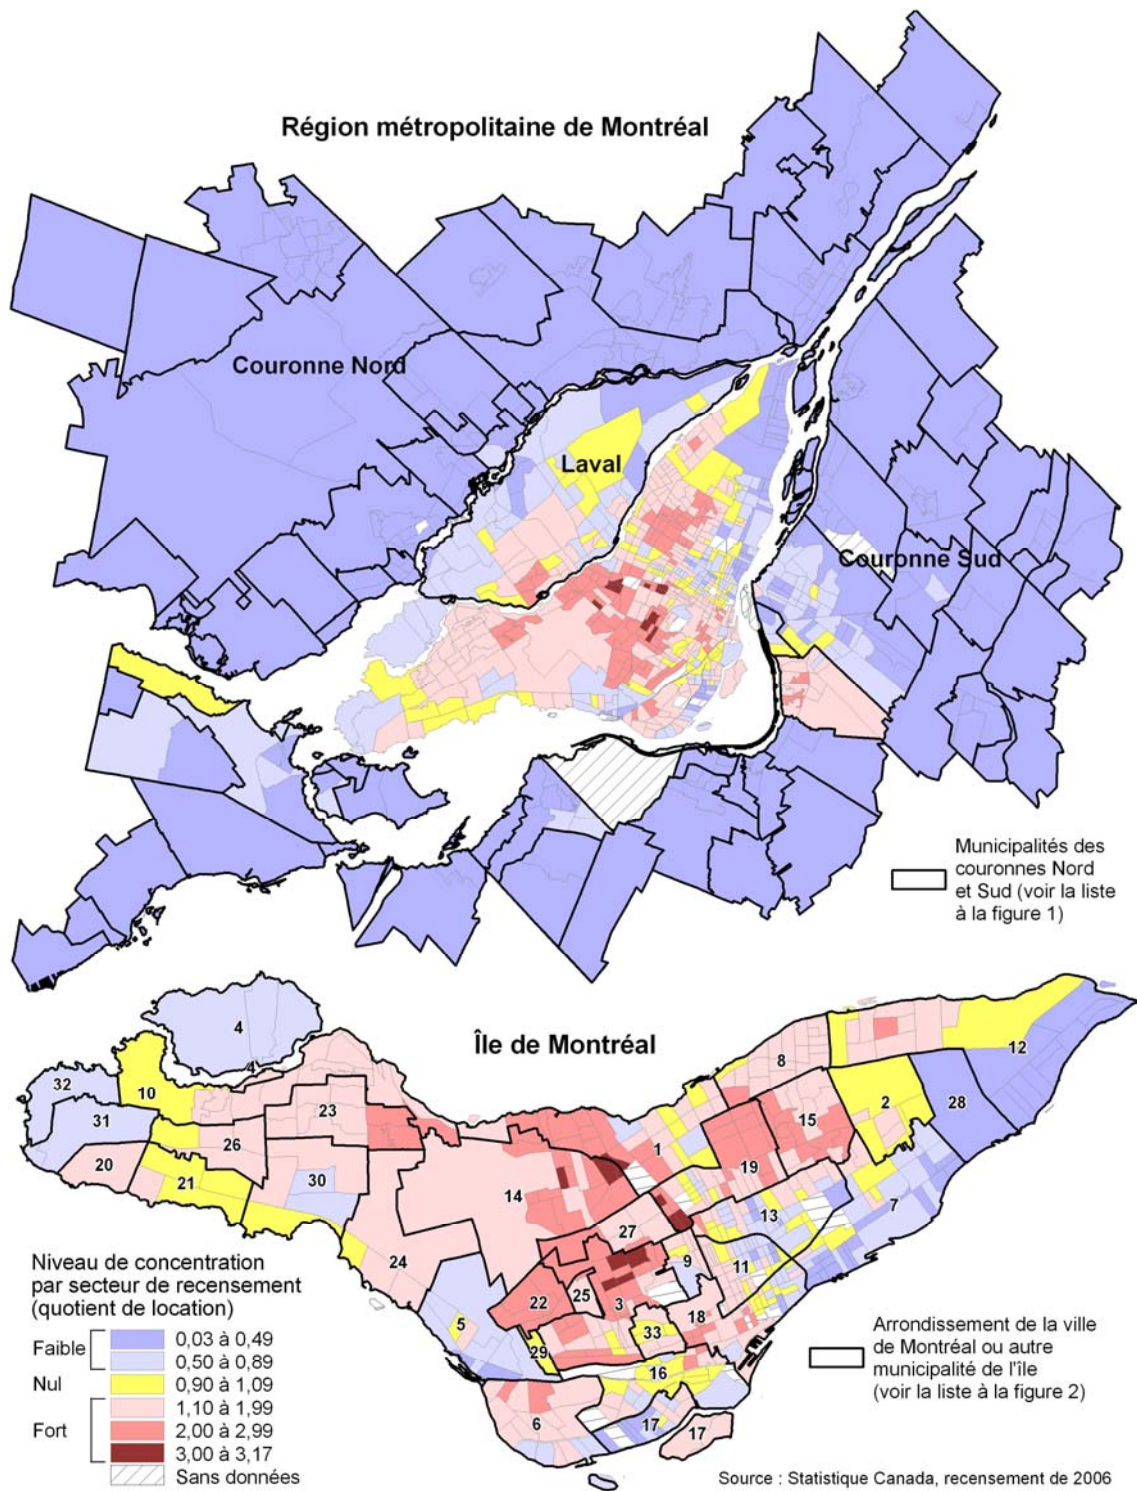 Région métropolitaine de Montréal
Couronne Nord
Laval
Couronne Sud
Municipalités des
couronnes Nord
et Sud (voir la liste
à la figure 1)
Île de Montréal
4
4
32
31
10
23
26
20
21
30
24
14
5
22
29
25
3
27
9
33
18
16
6
17
17
1
8
19
15
13
11
2
28
12
7
Niveau de concentration
par secteur de recensement
(quotient de location)
Faible
0,03 à 0,49
0,50 à 0,89
Nul
0,90 à 1,09
Fort
1,10 à 1,99
2,00 à 2,99
3,00 à 3,17
Sans données
Arrondissement de la ville
de Montréal ou autre
municipalité de l'île
(voir la liste à la figure 2)
Source : Statistique Canada, recensement de 2006